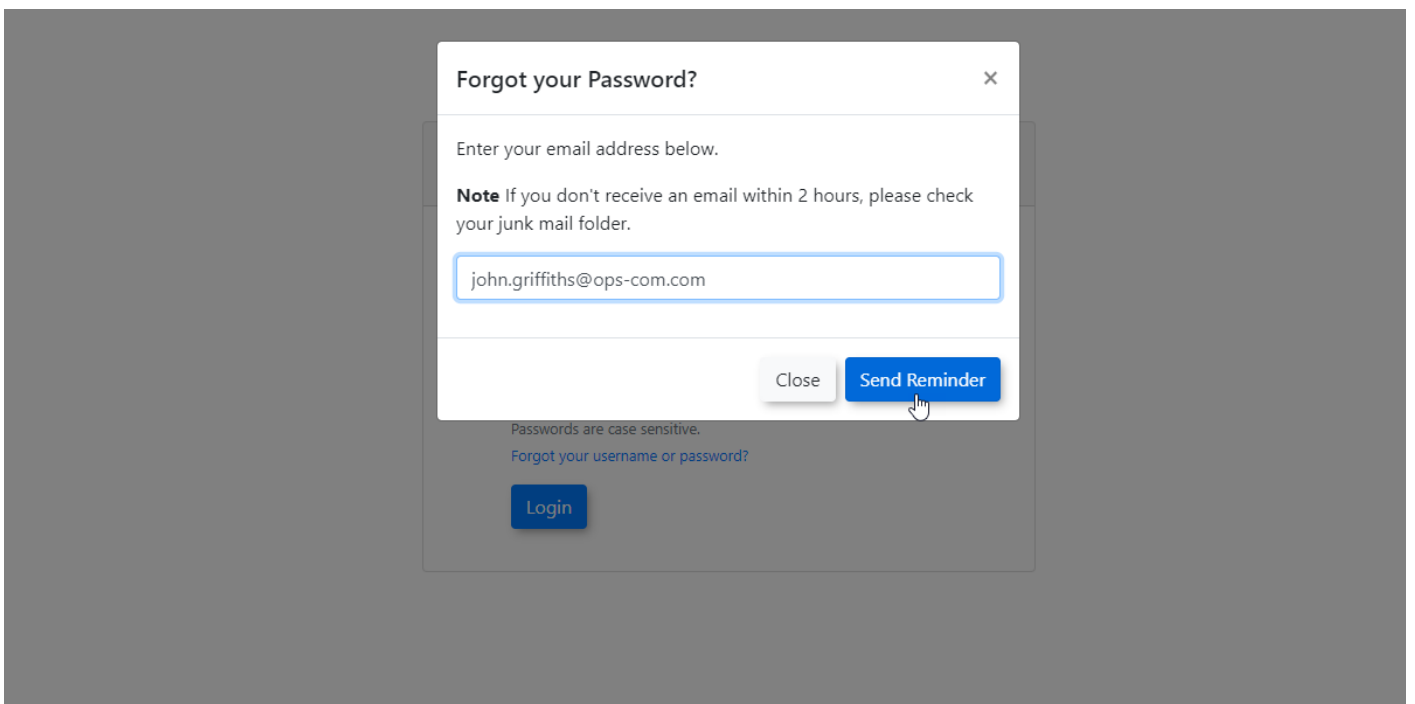 Forgot your Password?
×
Enter your email address below.
Note If you don't receive an email within 2 hours, please check
your junk mail folder.
john.griffiths@ops-com.com
Close Send Reminder
Passwords are case sensitive.
Forgot your username or password?
Login